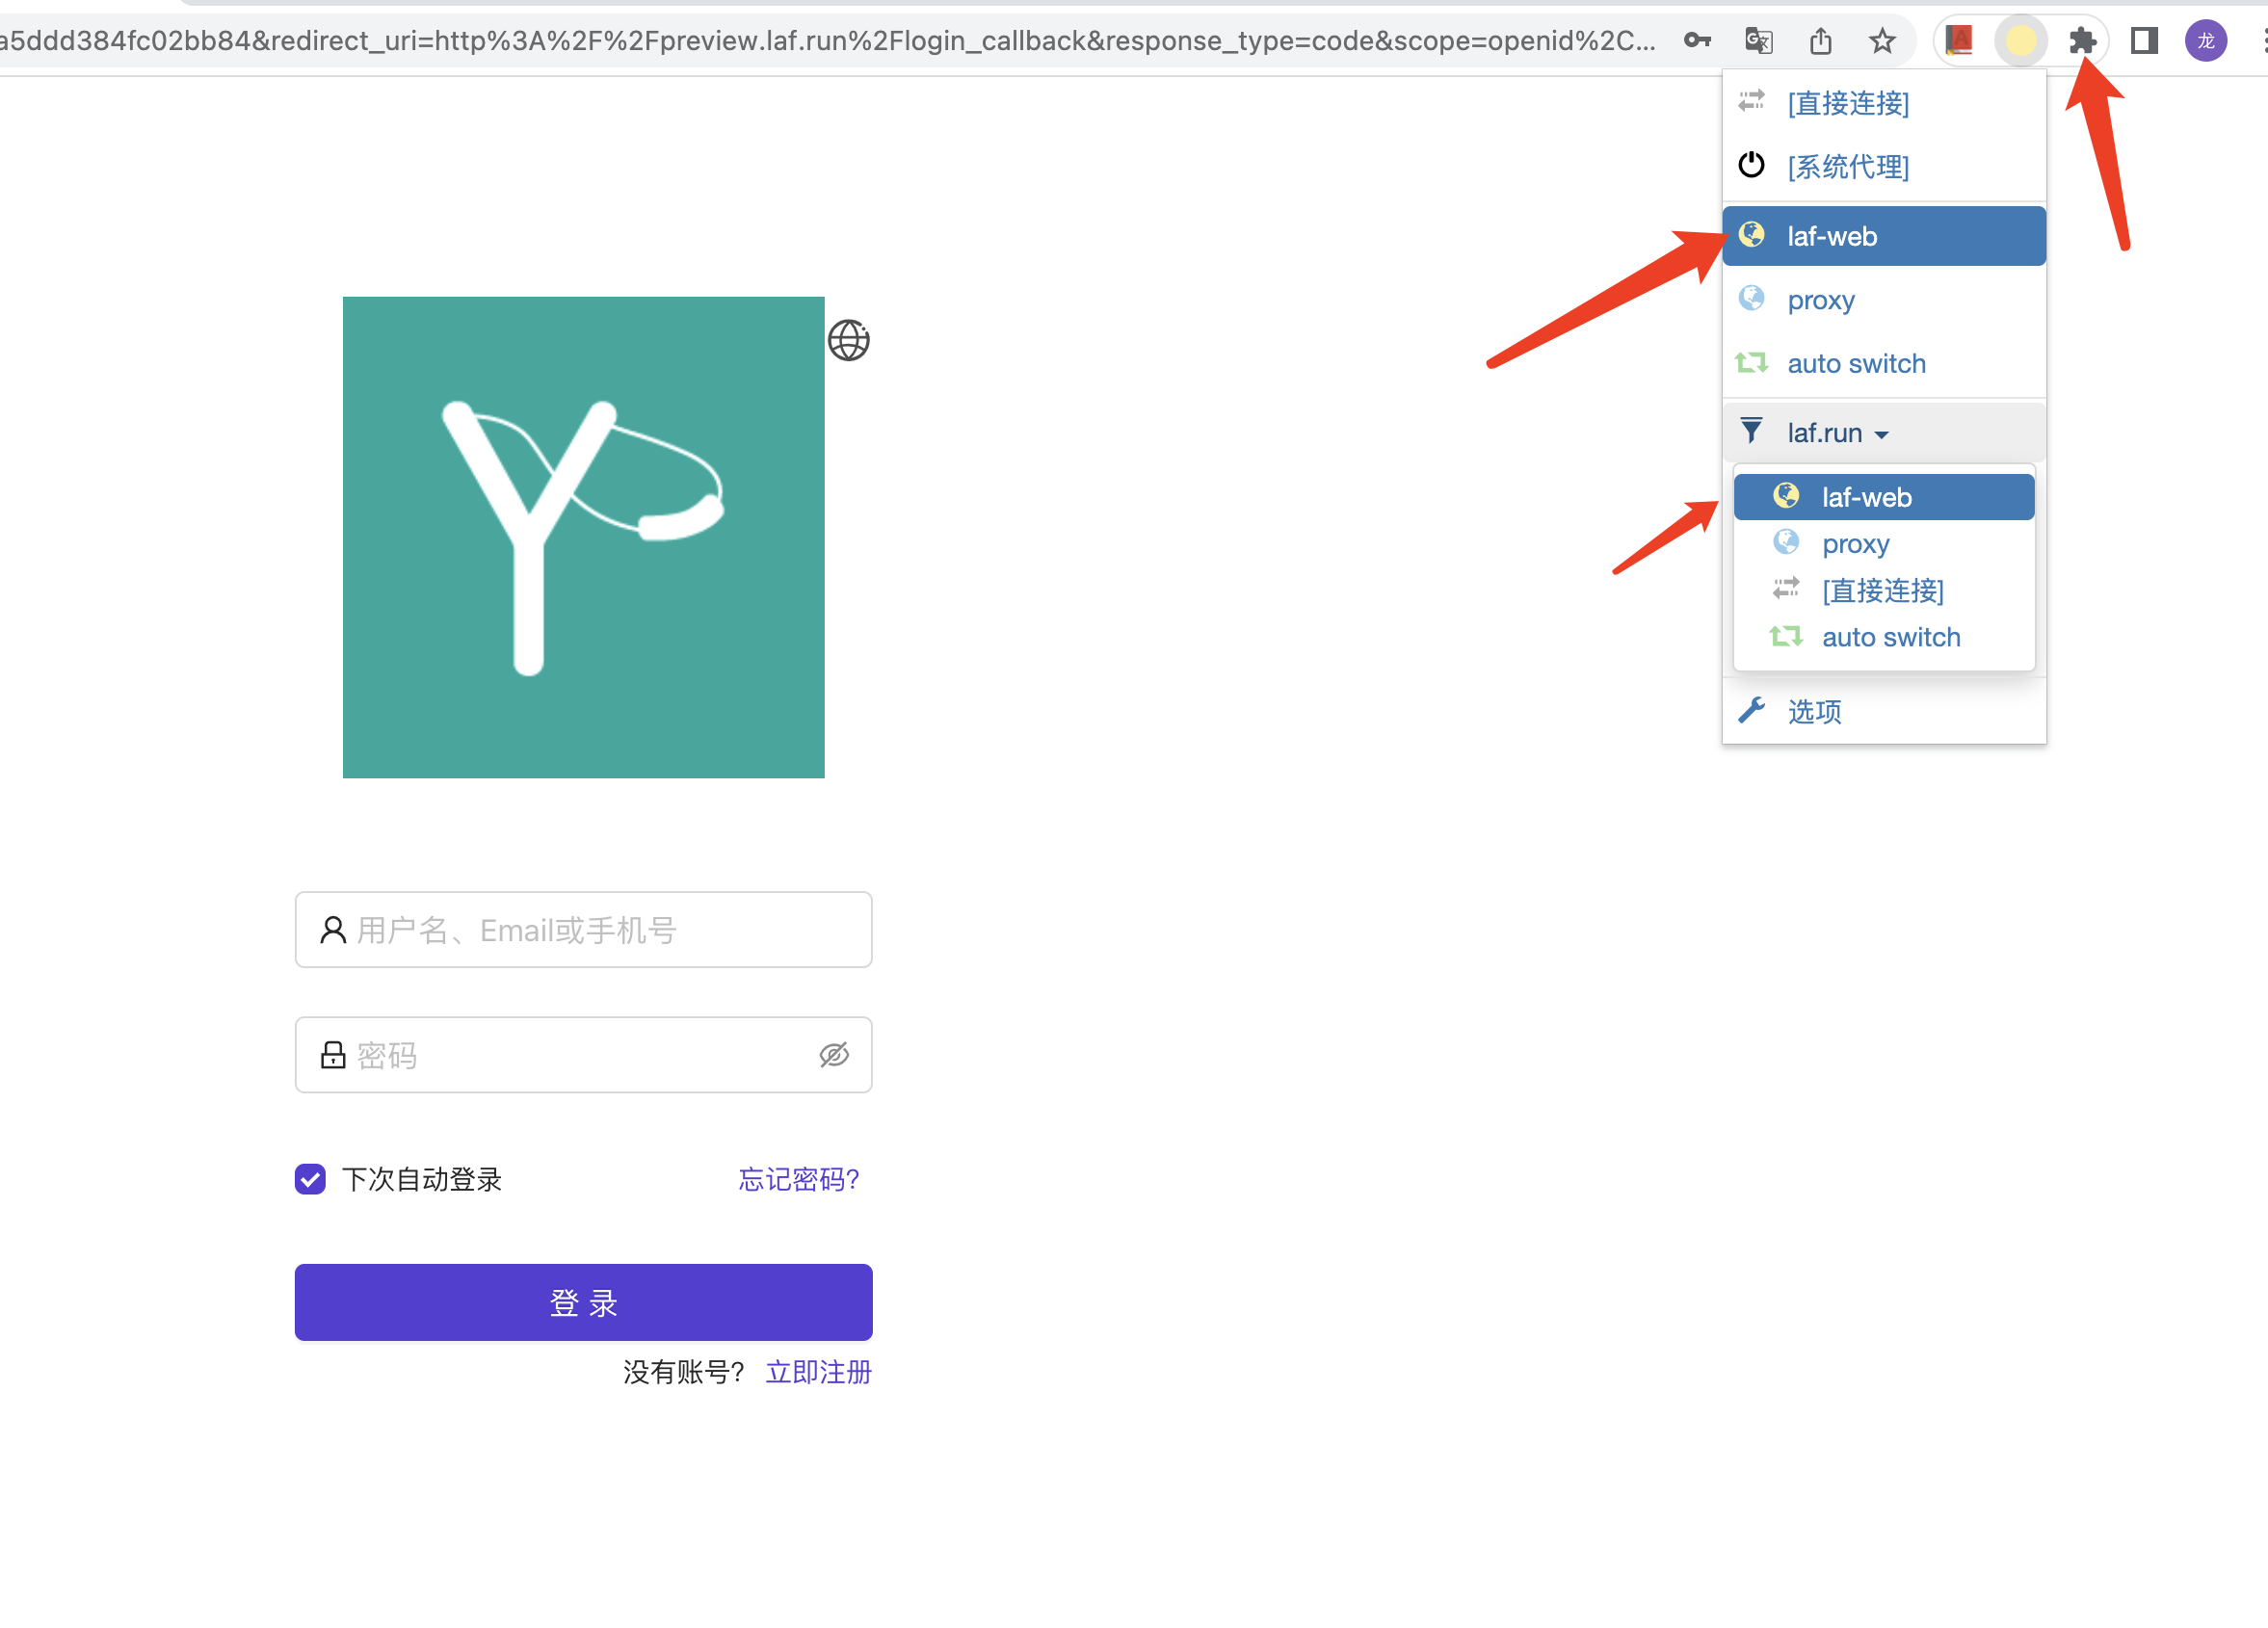 a5ddd384fc02bb84&redirect_uri=http%3A%2F%2Fpreview.laf.run%2Flogin_callback&response_type=code&scope=openid%2C...
龙
[直接连接]
[系统代理]
laf-web
proxy
auto switch
laf.run
laf-web
proxy
[直接连接]
auto switch
选项
用户名、Email或手机号
密码
下次自动登录 忘记密码?
登 录
没有账号? 立即注册